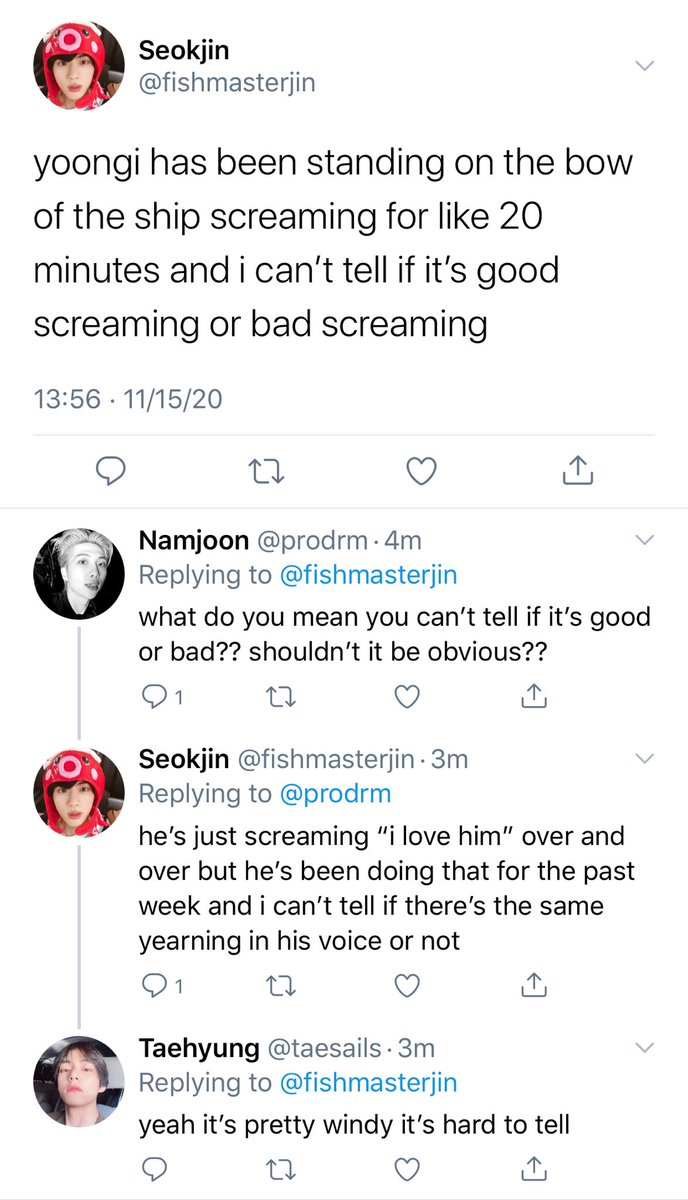 Seokjin
@fishmasterjin
yoongi has been standing on the bow
of the ship screaming for like 20
minutes and i can’t tell if it’s good
screaming or bad screaming
13:56 · 11/15/20
Namjoon @prodrm · 4m
Replying to @fishmasterjin
what do you mean you can’t tell if it’s good
or bad?? shouldn’t it be obvious??
1
Seokjin @fishmasterjin · 3m
Replying to @prodrm
he’s just screaming “i love him” over and
over but he’s been doing that for the past
week and i can’t tell if there’s the same
yearning in his voice or not
1
Taehyung @taesails · 3m
Replying to @fishmasterjin
yeah it’s pretty windy it’s hard to tell